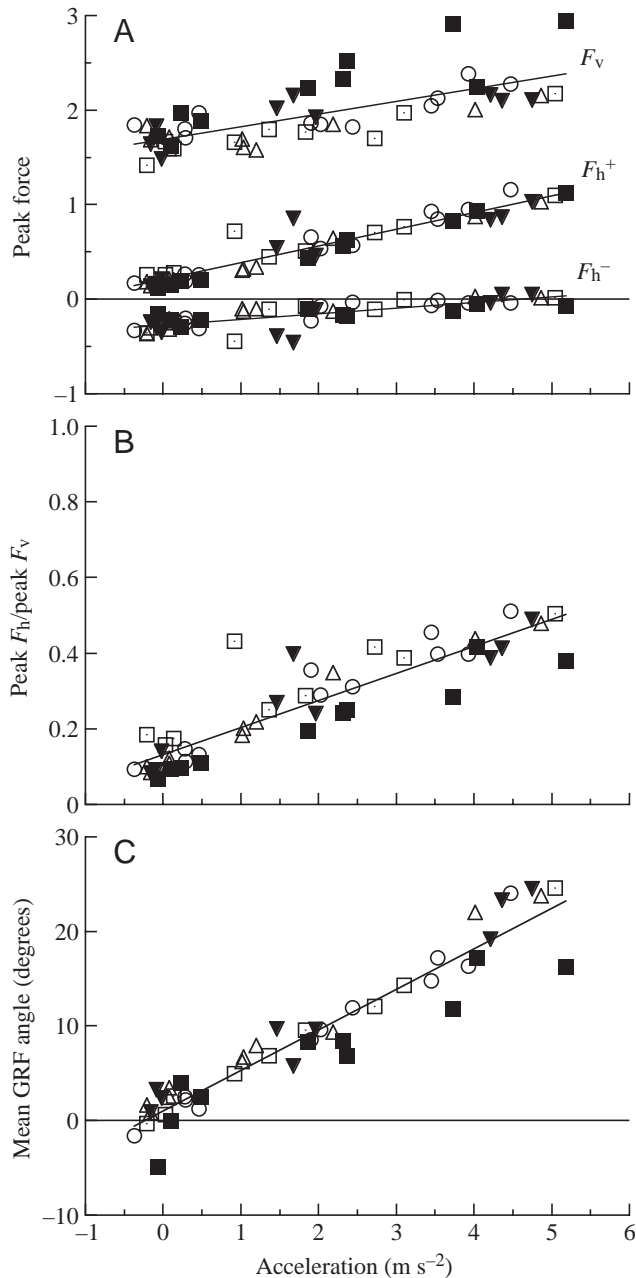 A
3
2
1
0
–1
Peak force
Fv
Fh+
Fh–
B
1.0
0.8
0.6
0.4
0.2
0
Peak Fh/peak Fv
C
30
20
10
0
–10
Mean GRF angle (degrees)
–1 0 1 2 3 4 5 6
Acceleration (m s–2)